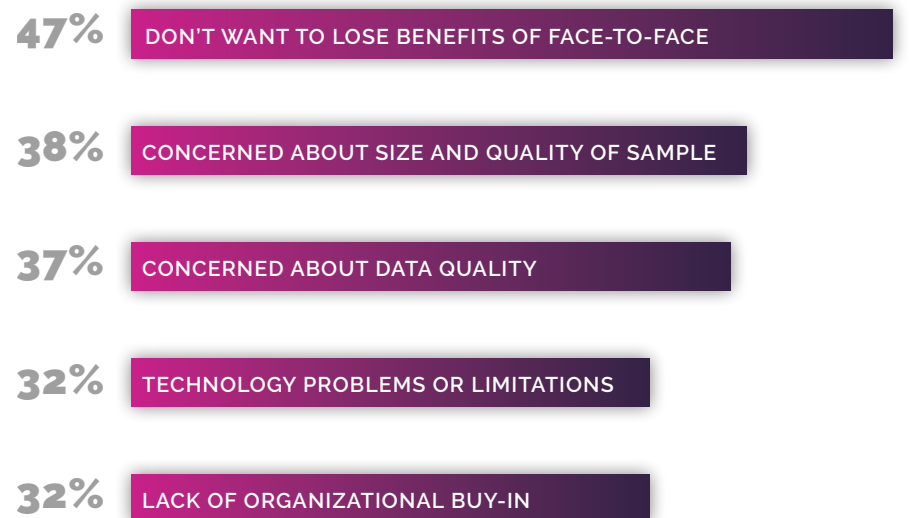 47% DON'T WANT TO LOSE BENEFITS OF FACE-TO-FACE
38% CONCERNED ABOUT SIZE AND QUALITY OF SAMPLE
37% CONCERNED ABOUT DATA QUALITY
32% TECHNOLOGY PROBLEMS OR LIMITATIONS
32% LACK OF ORGANIZATIONAL BUY-IN